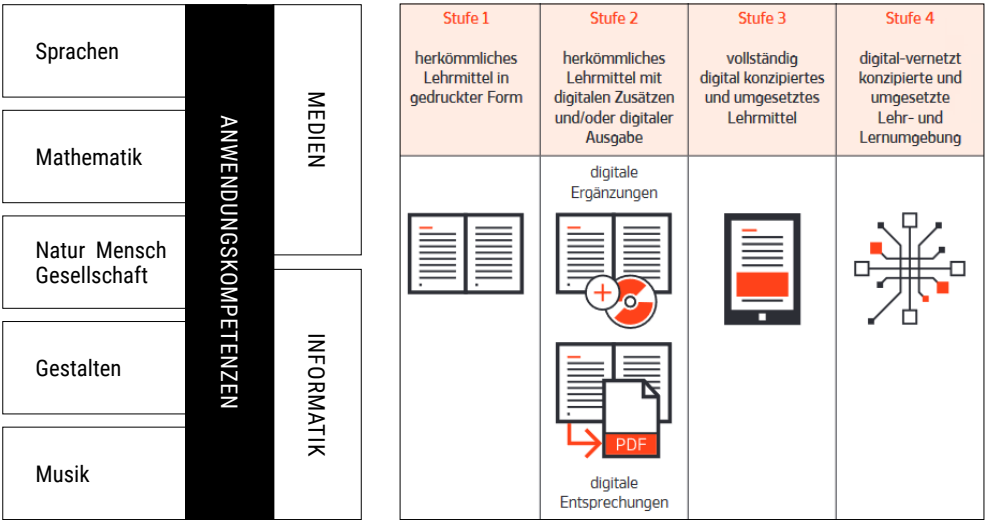 Sprachen
Mathematik
Natur Mensch
Gesellschaft
Gestalten
Musik
ANWENDUNGSKOMPETENZEN
MEDIEN
INFORMATIK
Stufe 1
herkömmliches
Lehrmittel in
gedruckter Form
Stufe 2
herkömmliches
Lehrmittel mit
digitalen Zusätzen
und/oder digitaler
Ausgabe
digitale
Ergänzungen
PDF
digitale
Entsprechungen
Stufe 3
vollständig
digital konzipiertes
und umgesetztes
Lehrmittel
Stufe 4
digital-vernetzt
konzipierte und
umgesetzte
Lehr- und
Lernumgebung